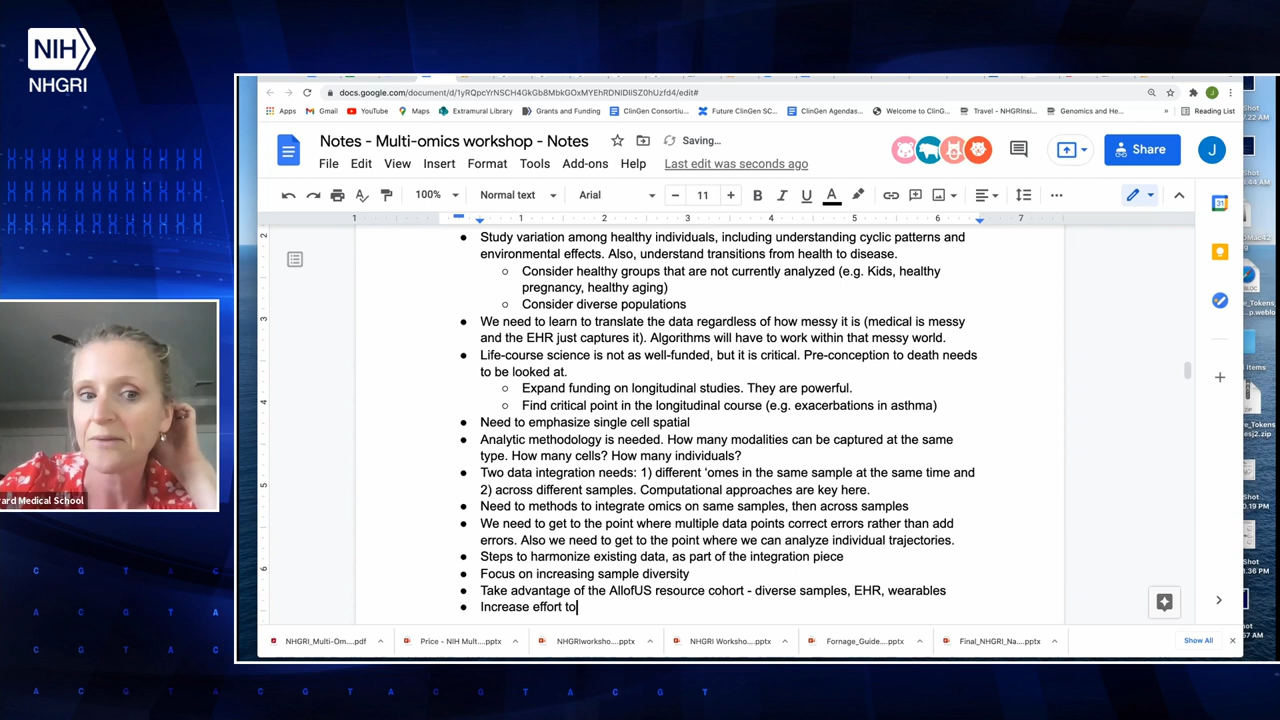 NIH
NHGRI
docs.google.com/document/d/1yRQpcYrNSCH4GkGb8MbkGOxMYEhRDNIDIISZ0hUzfd4/edit#
Apps Gmail YouTube Maps Extramural Library Grants and Funding ClinGen Consortiu... Future ClinGen SC... ClinGen Agendas... Welcome to ClinG... Travel - NHGRInsi... Genomics and He... » Reading List
Notes - Multi-omics workshop - Notes Saving...
File Edit View Insert Format Tools Add-ons Help Last edit was seconds ago
Share J
100% Normal text Arial 11 B I U A
1 1 2 3 4 5 6 7
Study variation among healthy individuals, including understanding cyclic patterns and
environmental effects. Also, understand transitions from health to disease.
Consider healthy groups that are not currently analyzed (e.g. Kids, healthy
pregnancy, healthy aging)
Consider diverse populations
We need to learn to translate the data regardless of how messy it is (medical is messy
and the EHR just captures it). Algorithms will have to work within that messy world.
Life-course science is not as well-funded, but it is critical. Pre-conception to death needs
to be looked at.
Expand funding on longitudinal studies. They are powerful.
Find critical point in the longitudinal course (e.g. exacerbations in asthma)
Need to emphasize single cell spatial
Analytic methodology is needed. How many modalities can be captured at the same
type. How many cells? How many individuals?
Two data integration needs: 1) different ‘omes in the same sample at the same time and
2) across different samples. Computational approaches are key here.
Need to methods to integrate omics on same samples, then across samples
We need to get to the point where multiple data points correct errors rather than add
errors. Also we need to get to the point where we can analyze individual trajectories.
Steps to harmonize existing data, as part of the integration piece
Focus on increasing sample diversity
Take advantage of the AllofUS resource cohort - diverse samples, EHR, wearables
Increase effort to
NHGRI_Multi-Om....pdf Price - NIH Mult....pptx NHGRIworksho....pptx NHGRI Worksho....pptx Fornage_Guide....pptx Final_NHGRI_Na....pptx Show All
ard Medical School
C G T A C G T A
A C G T A C G T
C G T A C G T A
A C G T A C G T A C G T A C G T